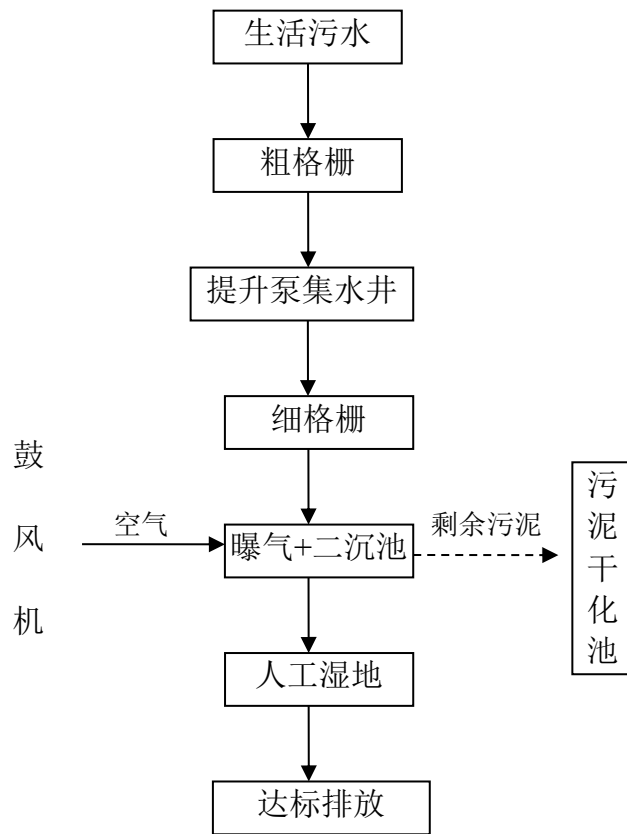 生活污水
粗格栅
提升泵集水井
细格栅
鼓风机
空气
曝气+二沉池
剩余污泥
污泥干化池
人工湿地
达标排放